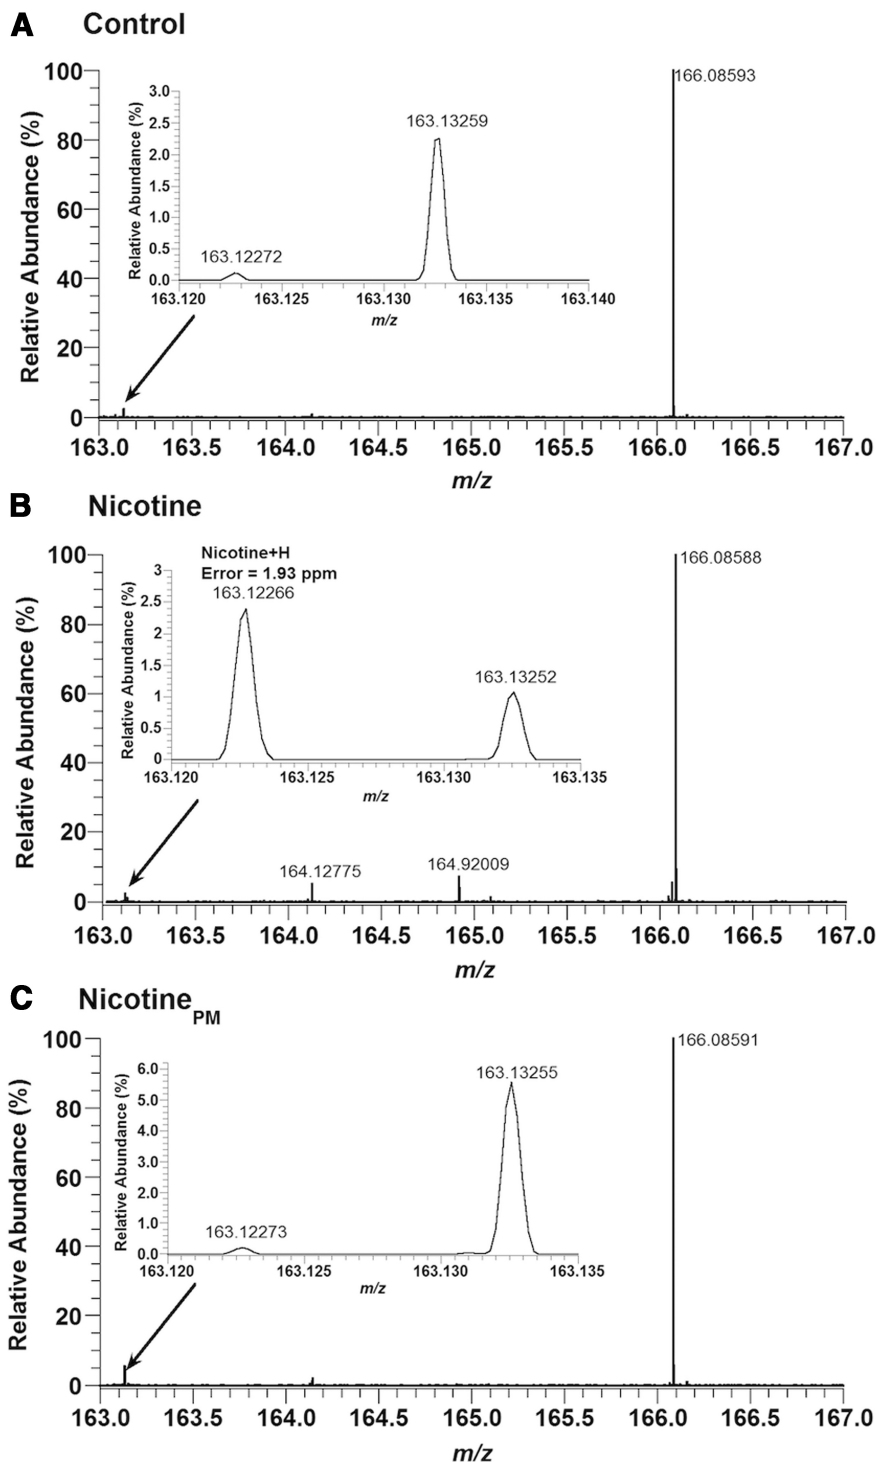 A Control
100
80
60
40
20
0
Relative Abundance (%)
166.08593
3.0
2.5
2.0
1.5
1.0
0.5
0.0
Relative Abundance (%)
163.13259
163.12272
163.120 163.125 163.130 163.135 163.140
m/z
163.0 163.5 164.0 164.5 165.0 165.5 166.0 166.5 167.0
m/z
B Nicotine
100
80
60
40
20
0
Relative Abundance (%)
166.08588
Nicotine+H
Error = 1.93 ppm
163.12266
3
2.5
2
1.5
1
0.5
0
Relative Abundance (%)
163.13252
163.120 163.125 163.130 163.135
m/z
164.12775
164.92009
163.0 163.5 164.0 164.5 165.0 165.5 166.0 166.5 167.0
m/z
C NicotinePM
100
80
60
40
20
0
Relative Abundance (%)
166.08591
6.0
5.0
4.0
3.0
2.0
1.0
0.0
Relative Abundance (%)
163.13255
163.12273
163.120 163.125 163.130 163.135
m/z
163.0 163.5 164.0 164.5 165.0 165.5 166.0 166.5 167.0
m/z